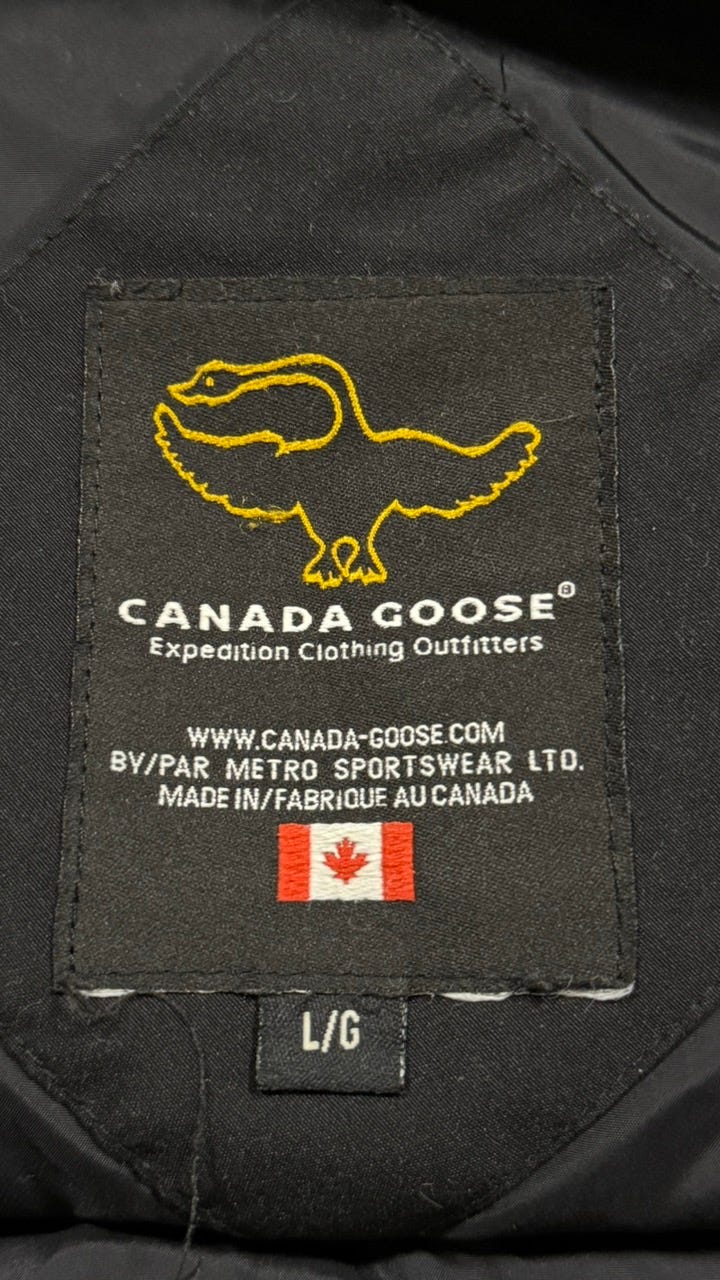 CANADA GOOSE®
Expedition Clothing Outfitters
WWW.CANADA-GOOSE.COM
BY/PAR METRO SPORTSWEAR LTD.
MADE IN/FABRIQUE AU CANADA
L/G